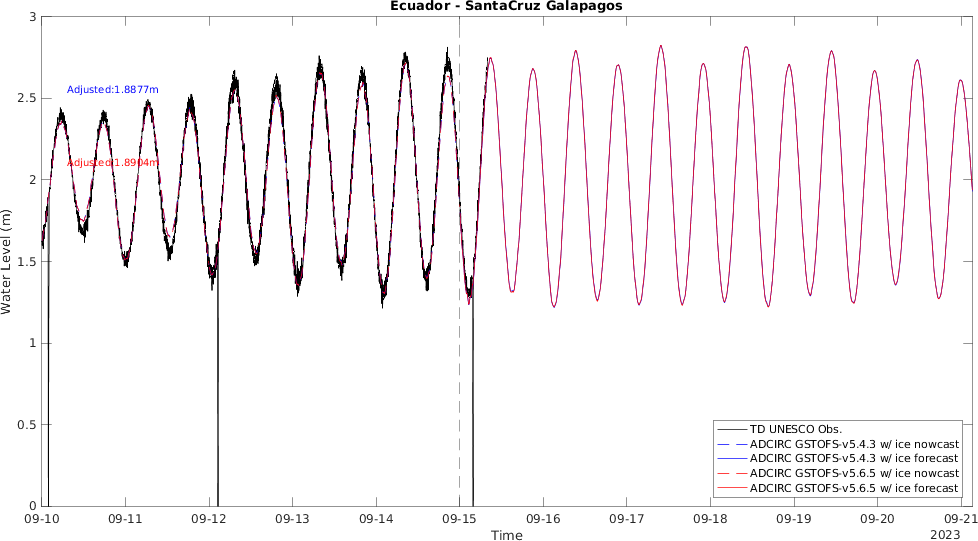 Ecuador - SantaCruz Galapagos
3
2.5
2
1.5
1
0.5
0
Water Level (m)
Adjusted:1.8877m
Adjusted:1.8904m
TD UNESCO Obs.
ADCIRC GSTOFS-v5.4.3 w/ ice nowcast
ADCIRC GSTOFS-v5.4.3 w/ ice forecast
ADCIRC GSTOFS-v5.6.5 w/ ice nowcast
ADCIRC GSTOFS-v5.6.5 w/ ice forecast
09-10 09-11 09-12 09-13 09-14 09-15 09-16 09-17 09-18 09-19 09-20 09-21
Time
2023